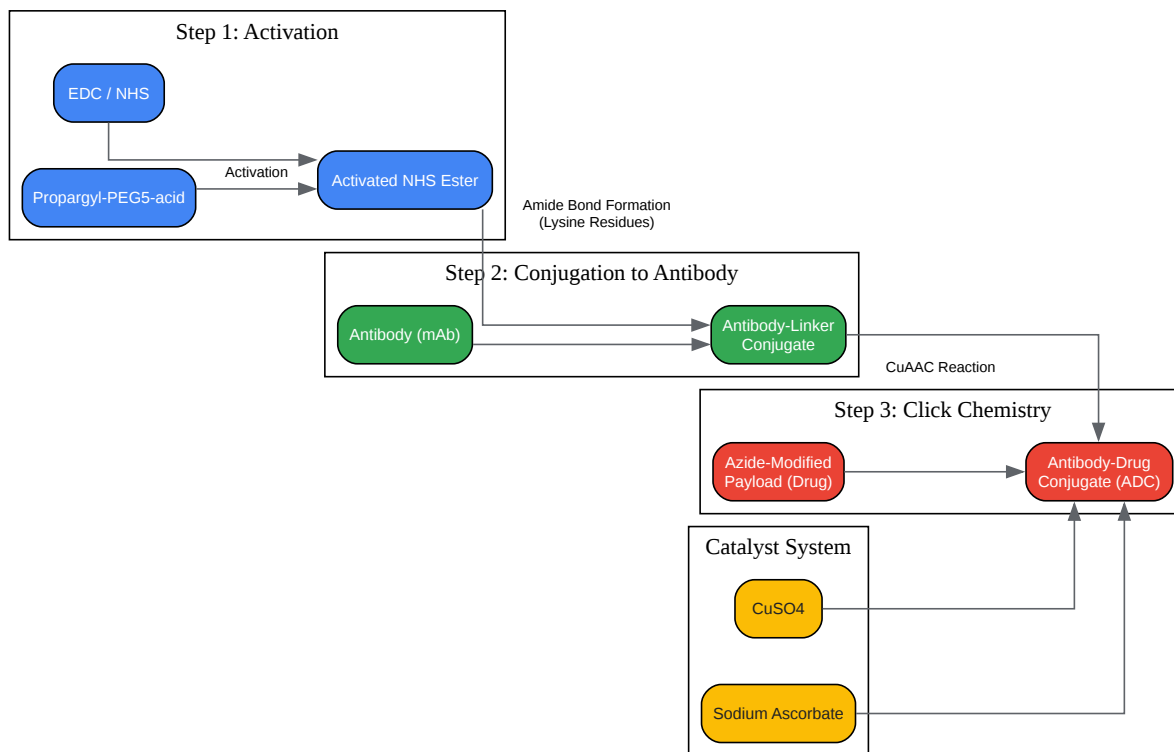 Step 1: Activation
EDC / NHS
Activation
Propargyl-PEG5-acid
Activated NHS Ester
Amide Bond Formation
(Lysine Residues)
Step 2: Conjugation to Antibody
Antibody (mAb)
Antibody-Linker
Conjugate
CuAAC Reaction
Step 3: Click Chemistry
Azide-Modified
Payload (Drug)
Antibody-Drug
Conjugate (ADC)
Catalyst System
CuSO4
Sodium Ascorbate